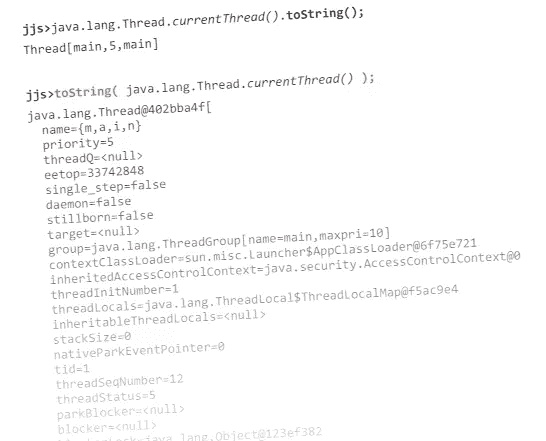 jjs>java.lang.Thread.currentThread().toString();
Thread[main,5,main]
jjs>toString( java.lang.Thread.currentThread() );
java.lang.Thread@402bba4f[
name={m,a,i,n}
priority=5
threadQ=<null>
eetop=33742848
single_step=false
daemon=false
stillborn=false
target=<null>
group=java.lang.ThreadGroup[name=main,maxpri=10]
contextClassLoader=sun.misc.Launcher$AppClassLoader@6f75e721
inheritedAccessControlContext=java.security.AccessControlContext@0
threadInitNumber=1
threadLocals=java.lang.ThreadLocal$ThreadLocalMap@f5ac9e4
inheritableThreadLocals=<null>
stackSize=0
nativeParkEventPointer=0
tid=1
threadSeqNumber=12
threadStatus=5
parkBlocker=<null>
blocker=<null>
=java.lang.Object@123ef382